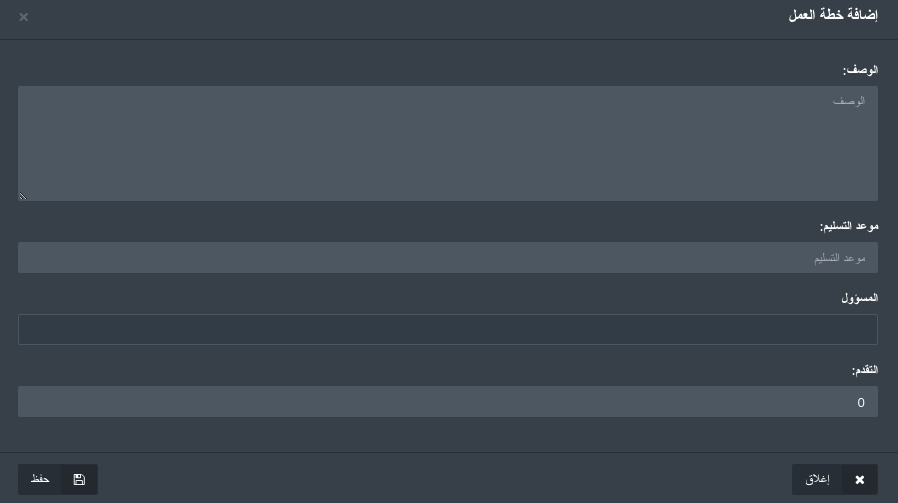 إضافة خطة العمل
الوصف:
الوصف
موعد التسليم:
موعد التسليم
المسؤول
التقدم:
0
إغلاق
حفظ